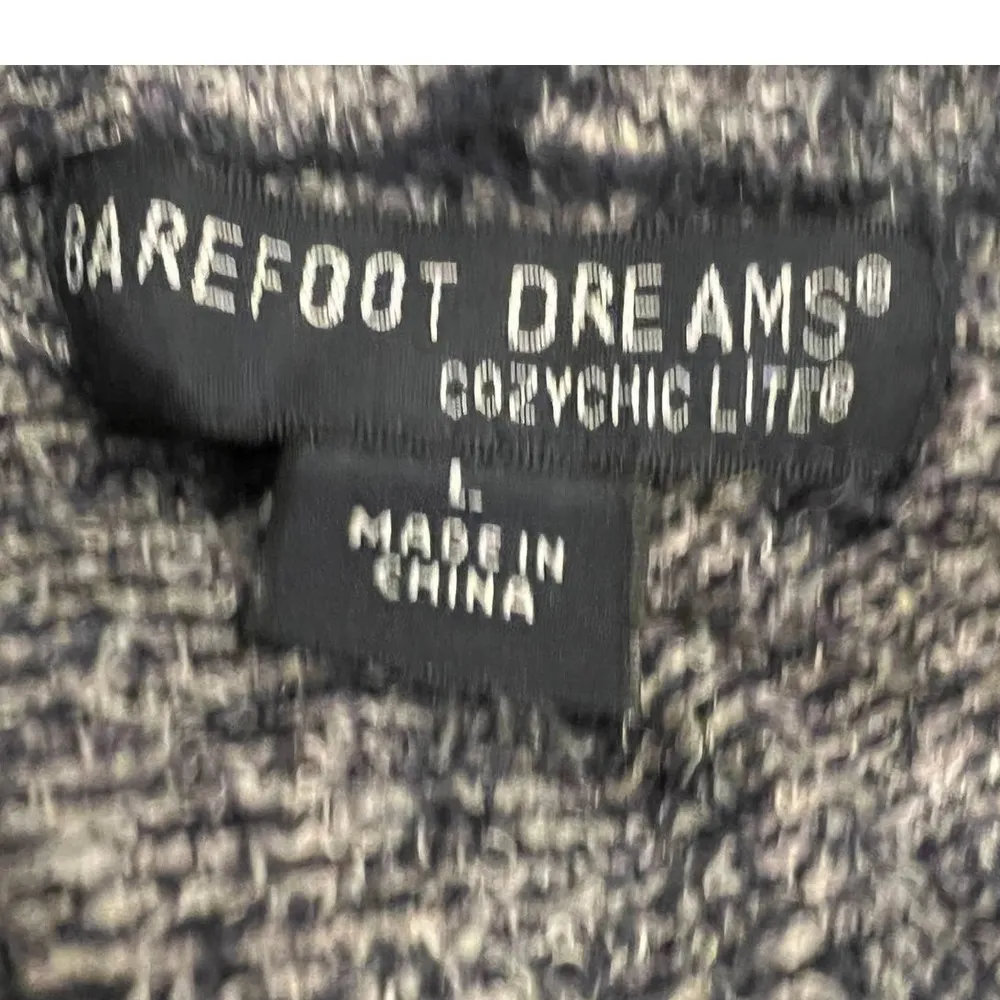 BAREFOOT DREAMS®
COZYCHIC LITE®
L
MADE IN
CHINA